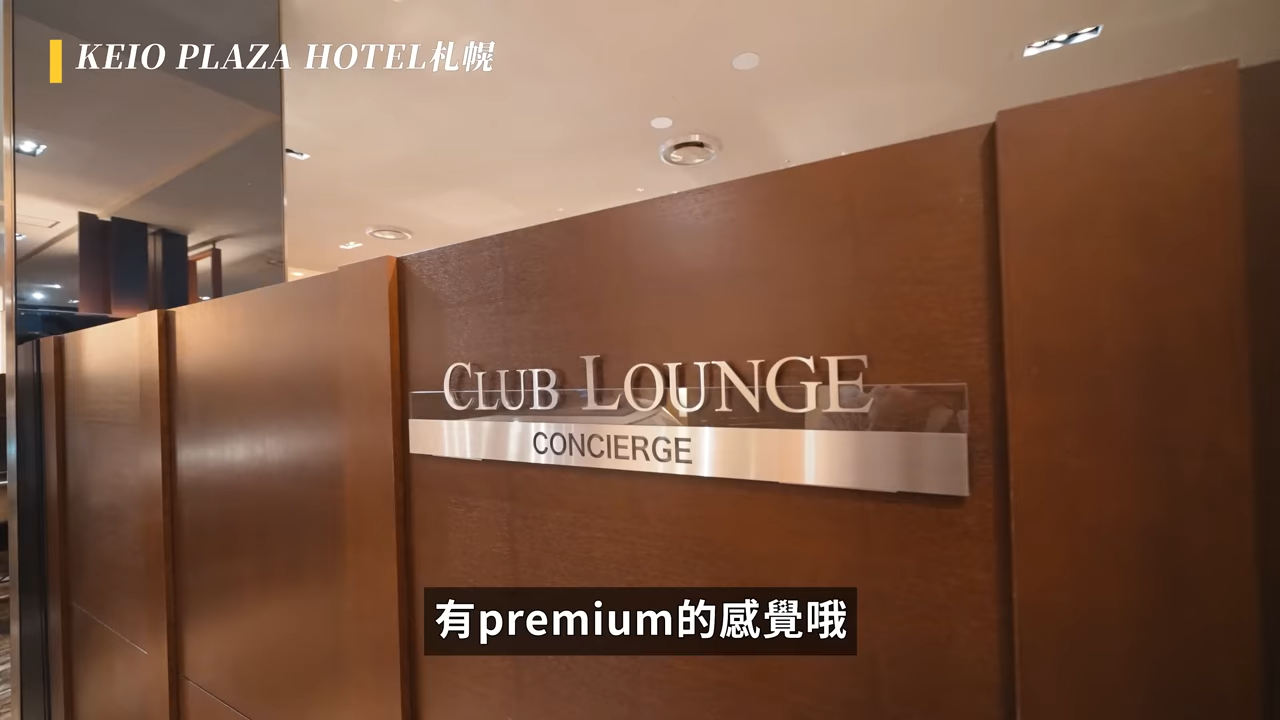 KEIO PLAZA HOTEL札幌
CLUB LOUNGE
CONCIERGE
有premium的感覺哦